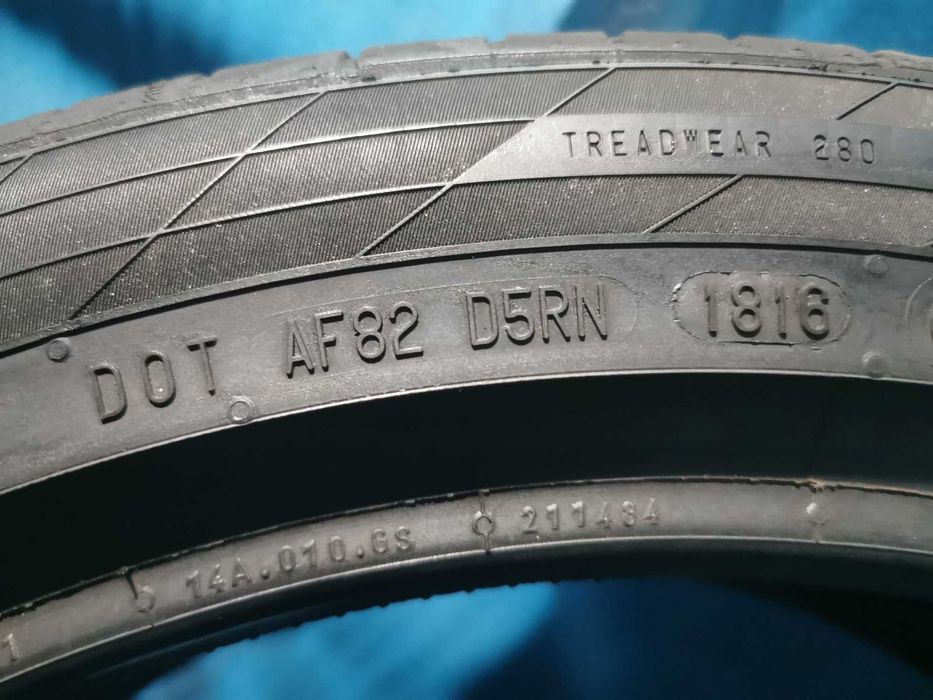 TREADWEAR 280
DOT AF82 D5RN 1816
14A.010.GS 211434